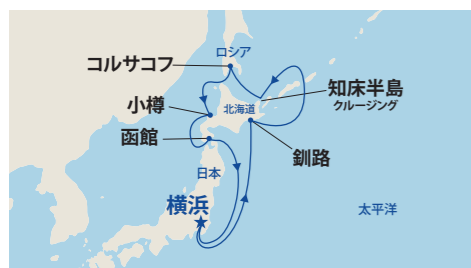 ロシア
コルサコフ
知床半島
クルージング
小樽
北海道
函館
釧路
日本
横浜
太平洋